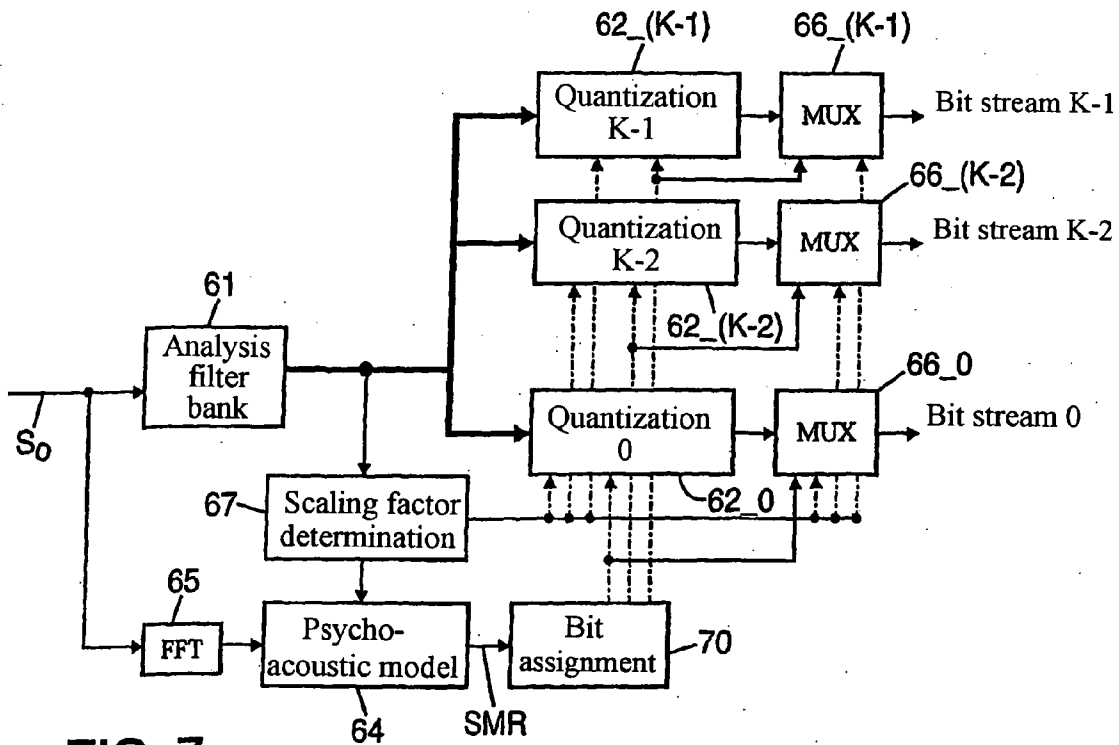 62_(K-1)
66_(K-1)
Quantization
K-1
MUX
Bit stream K-1
66_(K-2)
Quantization
K-2
MUX
Bit stream K-2
61
62_(K-2)
Analysis
filter
bank
66_0
S0
Quantization
0
MUX
Bit stream 0
67
Scaling factor
determination
62_0
65
FFT
Psycho-
acoustic model
Bit
assignment
70
64
SMR